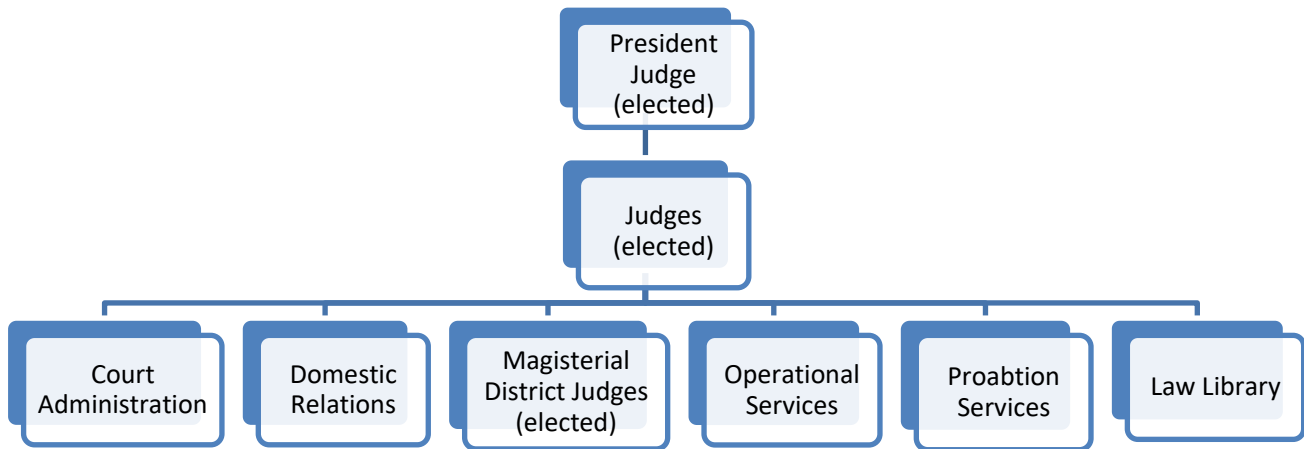 President
Judge
(elected)
Judges
(elected)
Court
Administration
Domestic
Relations
Magisterial
District Judges
(elected)
Operational
Services
Proabtion
Services
Law Library